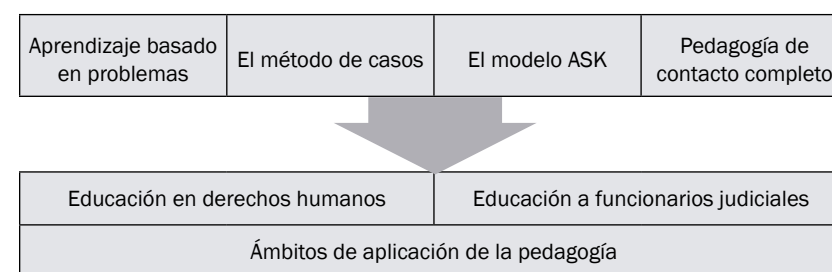 Aprendizaje basado
en problemas
El método de casos
El modelo ASK
Pedagogía de
contacto completo
Educación en derechos humanos
Educación a funcionarios judiciales
Ámbitos de aplicación de la pedagogía